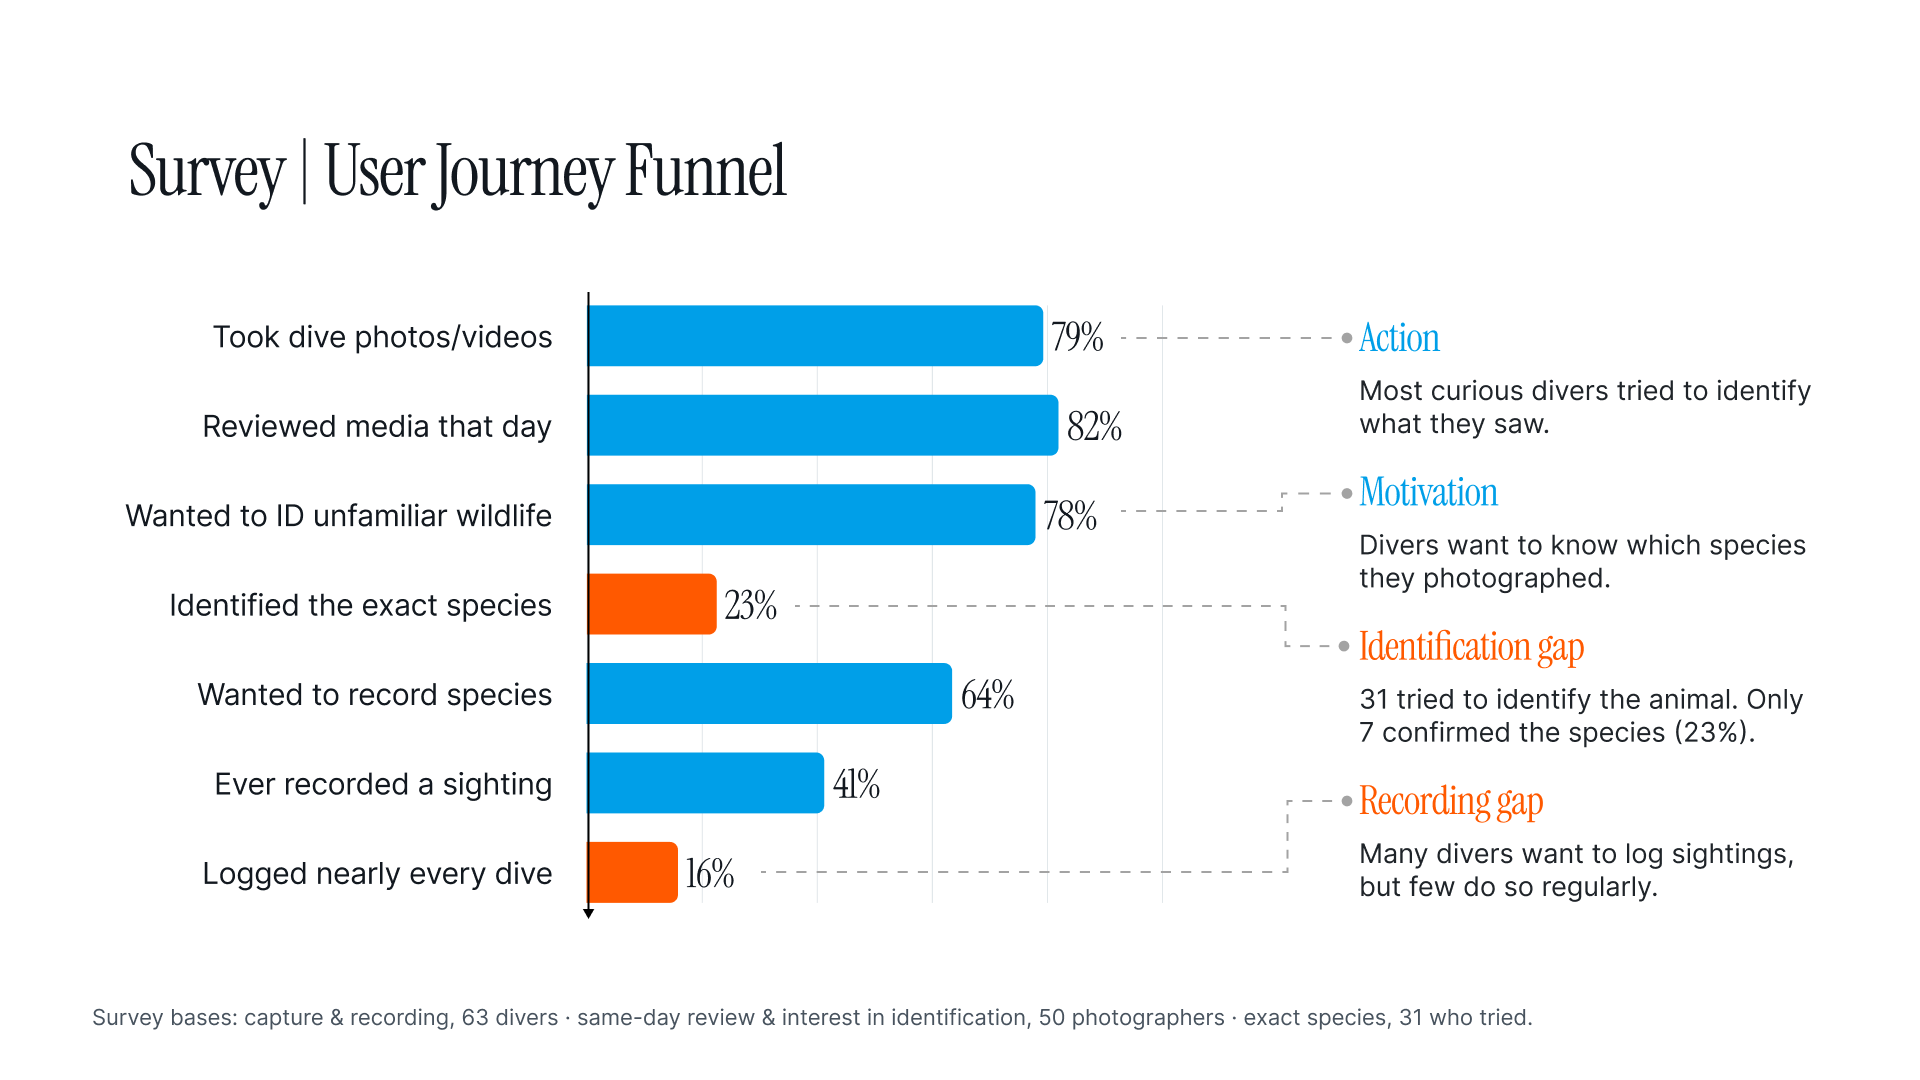 Survey | User Journey Funnel
Took dive photos/videos
79%
Reviewed media that day
82%
Wanted to ID unfamiliar wildlife
78%
Identified the exact species
23%
Wanted to record species
64%
Ever recorded a sighting
41%
Logged nearly every dive
16%
Action
Most curious divers tried to identify
what they saw.
Motivation
Divers want to know which species
they photographed.
Identification gap
31 tried to identify the animal. Only
7 confirmed the species (23%).
Recording gap
Many divers want to log sightings,
but few do so regularly.
Survey bases: capture & recording, 63 divers · same-day review & interest in identification, 50 photographers · exact species, 31 who tried.